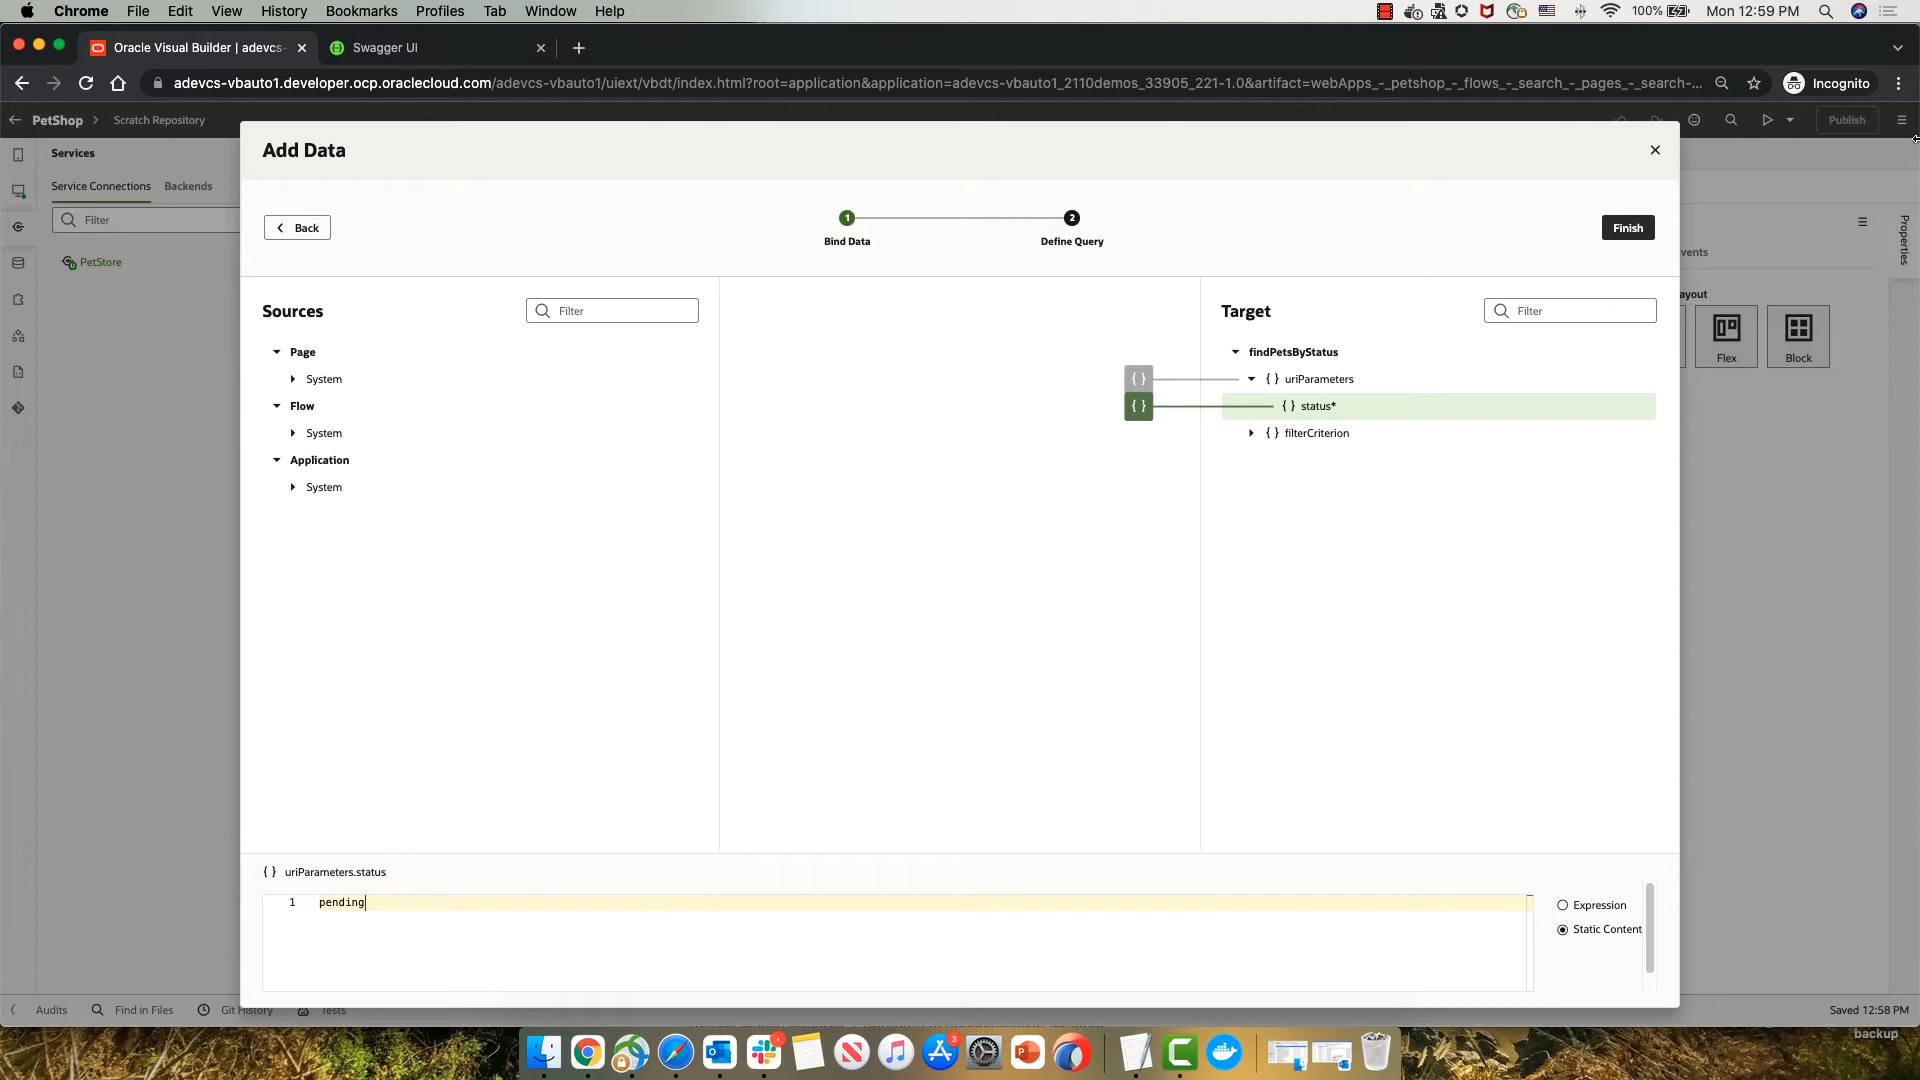 Chrome File Edit View History Bookmarks Profiles Tab Window Help 100% Mon 12:59 PM
Oracle Visual Builder | adevcs- Swagger UI
adevcs-vbauto1.developer.ocp.oraclecloud.com/adevcs-vbauto1/uiext/vbdt/index.html?root=application&application=adevcs-vbauto1_2110demos_33905_221-1.0&artifact=webApps_-_petshop_-_flows_-_search_-_pages_-_search-... Incognito
PetShop Scratch Repository Publish
Add Data
Services
Service Connections Backends
Filter
PetStore
Back
1 2
Bind Data Define Query
Finish
Properties
vents
ayout
Flex Block
Sources Filter
Page
System
Flow
System
Application
System
Target Filter
findPetsByStatus
{ } { } uriParameters
{ } { } status*
{ } filterCriterion
{ } uriParameters.status
1 pending
Expression
Static Content
Audits Find in Files Git History Tests Saved 12:58 PM
backup
3